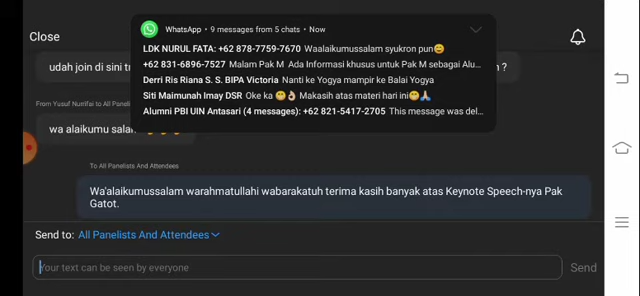 Close
WhatsApp • 9 messages from 5 chats • Now
LDK NURUL FATA: +62 878-7759-7670 Waalaikumussalam syukron pun😊
+62 831-6896-7527 Malam Pak M Ada Informasi khusus untuk Pak M sebagai Alu...
Derri Ris Riana S. S. BIPA Victoria Nanti ke Yogya mampir ke Balai Yogya
Siti Maimunah Imay DSR Oke ka 😁👌🏻 Makasih atas materi hari ini😁🙏🏻
Alumni PBI UIN Antasari (4 messages): +62 821-5417-2705 This message was del...
udah join di sini tu
?
From Yusuf Nurrifai to All Panelists and
wa alaikumu salam
To All Panelists And Attendees
Wa'alaikumussalam warahmatullahi wabarakatuh terima kasih banyak atas Keynote Speech-nya Pak
Gatot.
Send to: All Panelists And Attendees
Your text can be seen by everyone
Send